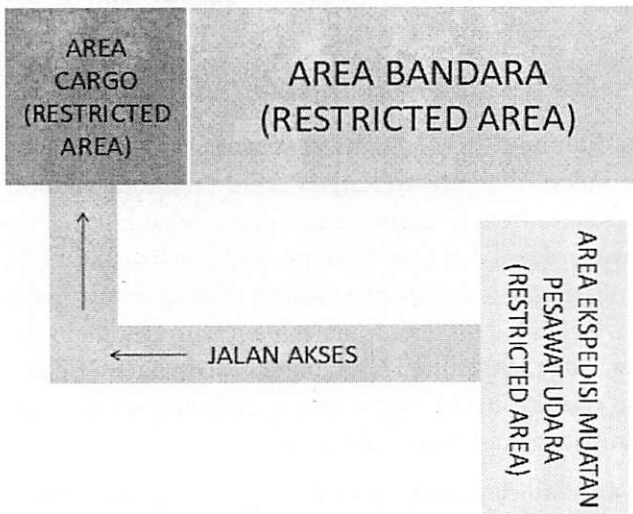 AREA
CARGO
(RESTRICTED
AREA)
AREA BANDARA
(RESTRICTED AREA)
JALAN AKSES
AREA EKSPEDISI MUATAN
PESAWAT UDARA
(RESTRICTED AREA)